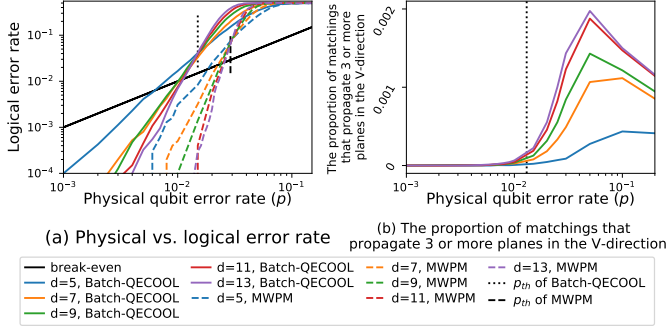 Logical error rate
10⁻¹
10⁻²
10⁻³
10⁻⁴
10⁻³
10⁻²
10⁻¹
Physical qubit error rate (p)
(a) Physical vs. logical error rate
The proportion of matchings
that propagate 3 or more
planes in the V-direction
0.002
0.001
0
10⁻³
10⁻²
10⁻¹
Physical qubit error rate (p)
(b) The proportion of matchings that
propagate 3 or more planes in the V-direction
break-even
d=5, Batch-QECOOL
d=7, Batch-QECOOL
d=9, Batch-QECOOL
d=11, Batch-QECOOL
d=13, Batch-QECOOL
d=5, MWPM
d=7, MWPM
d=9, MWPM
d=11, MWPM
d=13, MWPM
pₜₕ of Batch-QECOOL
pₜₕ of MWPM